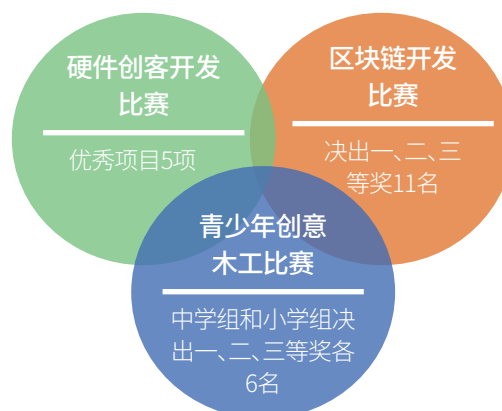 硬件创客开发
比赛
优秀项目5项
区块链开发
比赛
决出一、二、三
等奖11名
青少年创意
木工比赛
中学组和小学组决
出一、二、三等奖各
6名